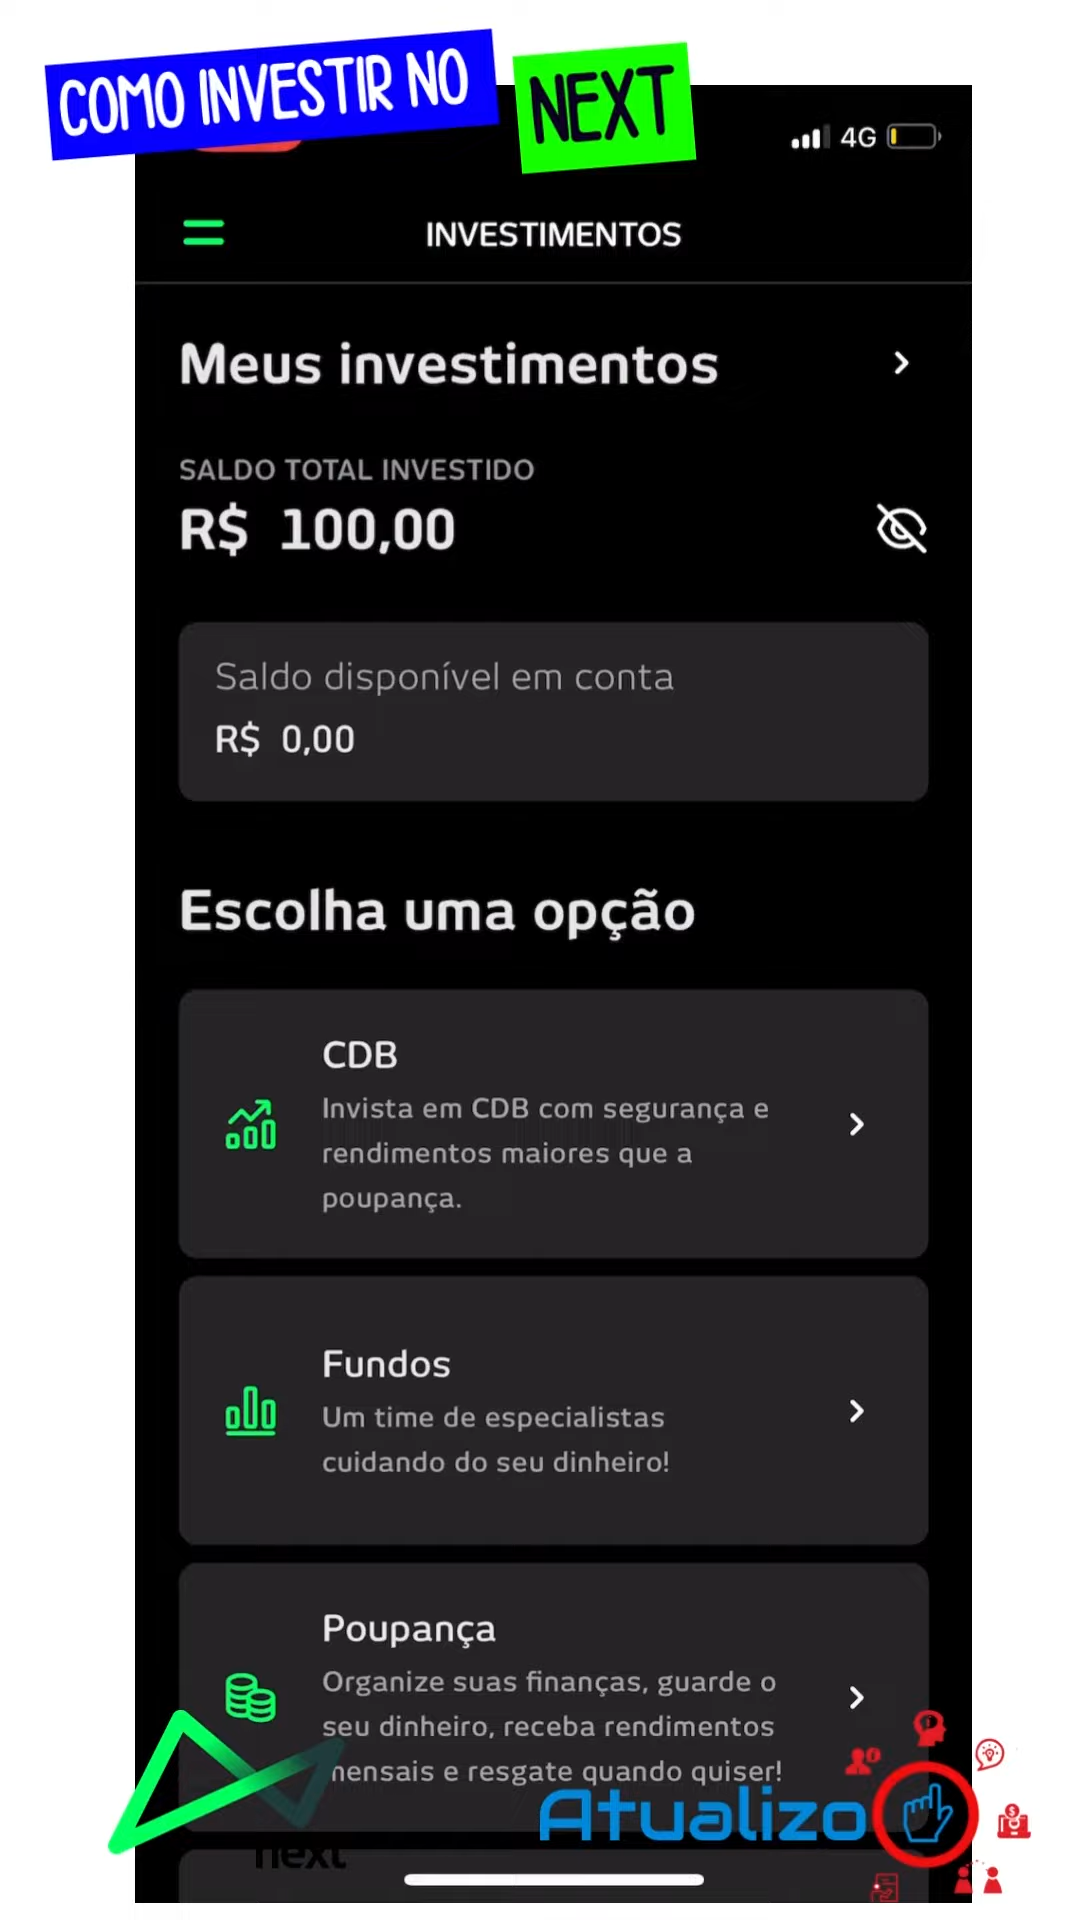 COMO INVESTIR NO
NEXT
4G
INVESTIMENTOS
Meus investimentos
SALDO TOTAL INVESTIDO
R$ 100,00
Saldo disponível em conta
R$ 0,00
Escolha uma opção
CDB
Invista em CDB com segurança e
rendimentos maiores que a
poupança.
Fundos
Um time de especialistas
cuidando do seu dinheiro!
Poupança
Organize suas finanças, guarde o
seu dinheiro, receba rendimentos
mensais e resgate quando quiser!
Atualizo
next